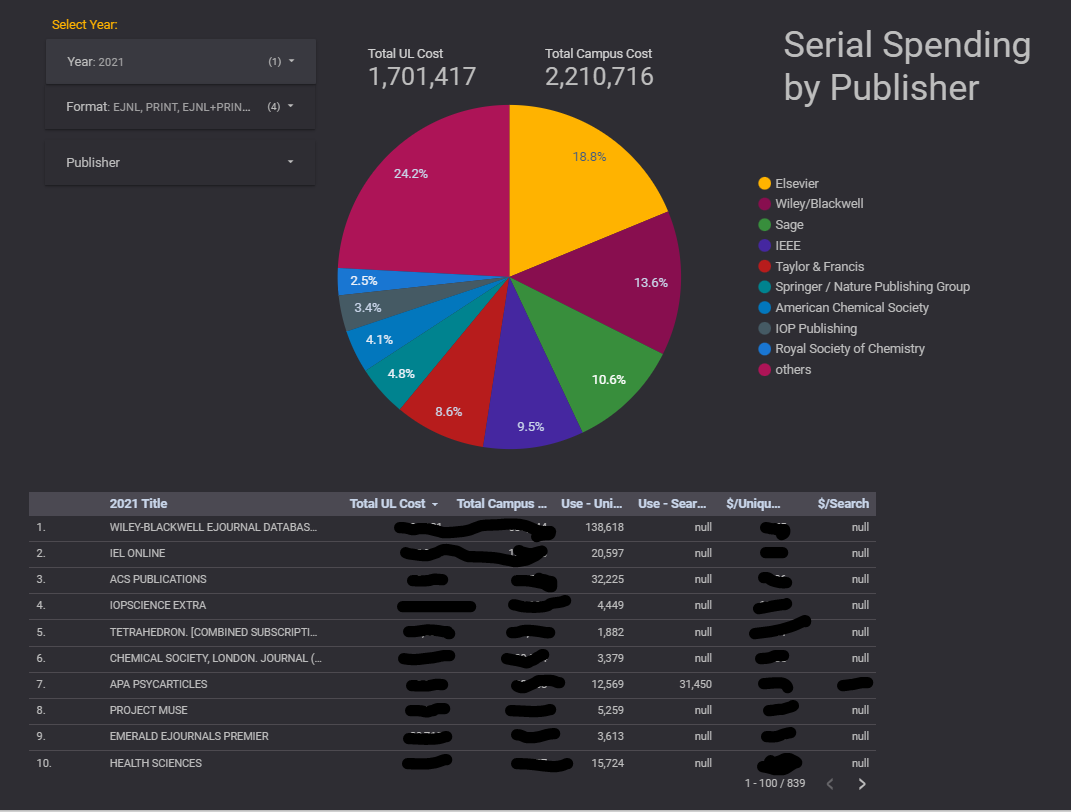 Select Year:
Year: 2021 (1)
Format: EJNL, PRINT, EJNL+PRIN... (4)
Publisher
Total UL Cost
1,701,417
Total Campus Cost
2,210,716
Serial Spending
by Publisher
18.8%
13.6%
10.6%
9.5%
8.6%
4.8%
4.1%
3.4%
2.5%
24.2%
Elsevier
Wiley/Blackwell
Sage
IEEE
Taylor & Francis
Springer / Nature Publishing Group
American Chemical Society
IOP Publishing
Royal Society of Chemistry
others
2021 Title Total UL Cost Total Campus ... Use - Uni... Use - Sear... $/Uniqu... $/Search
1. WILEY-BLACKWELL EJOURNAL DATABAS... 138,618 null null
2. IEL ONLINE 20,597 null null
3. ACS PUBLICATIONS 32,225 null null
4. IOPSCIENCE EXTRA 4,449 null null
5. TETRAHEDRON. [COMBINED SUBSCRIPTI... 1,882 null null
6. CHEMICAL SOCIETY, LONDON. JOURNAL (... 3,379 null null
7. APA PSYCARTICLES 12,569 31,450
8. PROJECT MUSE 5,259 null null
9. EMERALD EJOURNALS PREMIER 3,613 null null
10. HEALTH SCIENCES 15,724 null null
1 - 100 / 839